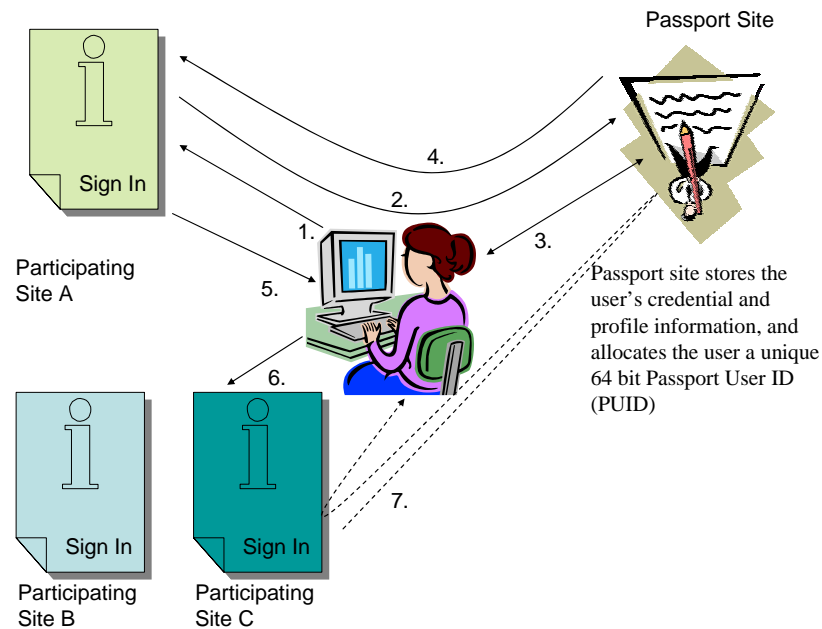 Passport Site
Sign In
4.
2.
1.
3.
Participating
Site A
5.
Passport site stores the
user’s credential and
profile information, and
allocates the user a unique
64 bit Passport User ID
(PUID)
6.
7.
Sign In
Sign In
Participating
Site B
Participating
Site C